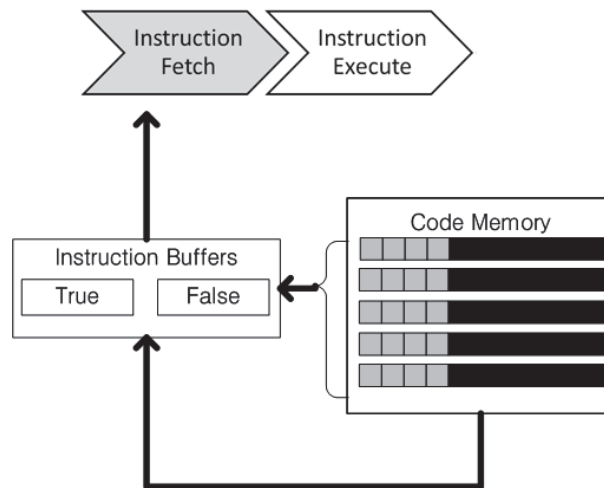 Instruction
Fetch
Instruction
Execute
Code Memory
Instruction Buffers
True
False